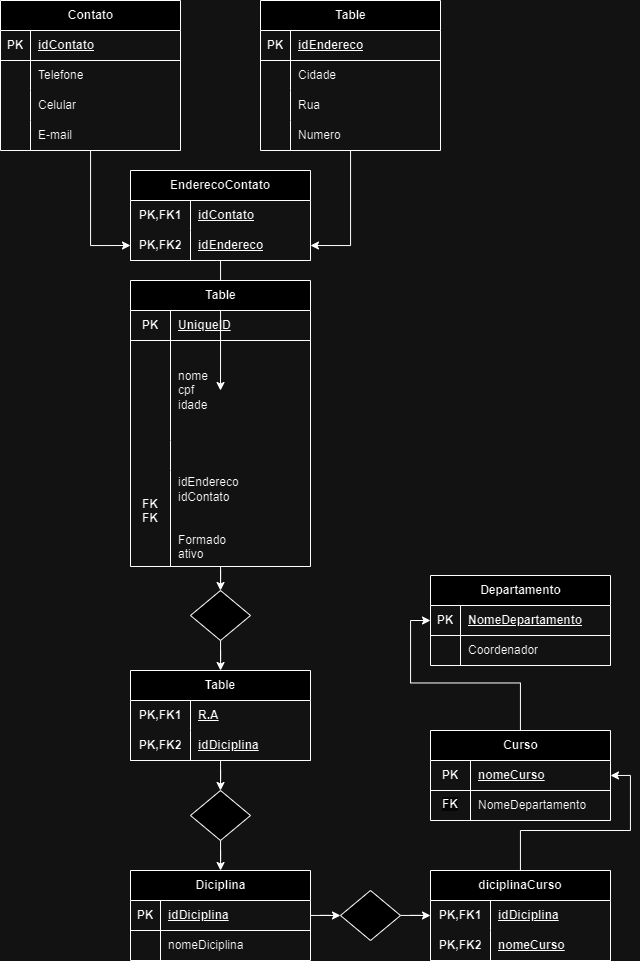 Contato
PK idContato
Telefone
Celular
E-mail
Table
PK idEndereco
Cidade
Rua
Numero
EnderecoContato
PK,FK1 idContato
PK,FK2 idEndereco
Table
PK UniqueID
nome
cpf
idade
idEndereco
idContato
FK
FK
Formado
ativo
Departamento
PK NomeDepartamento
Coordenador
Table
PK,FK1 R.A
PK,FK2 idDiciplina
Curso
PK nomeCurso
FK NomeDepartamento
Diciplina
PK idDiciplina
nomeDiciplina
diciplinaCurso
PK,FK1 idDiciplina
PK,FK2 nomeCurso